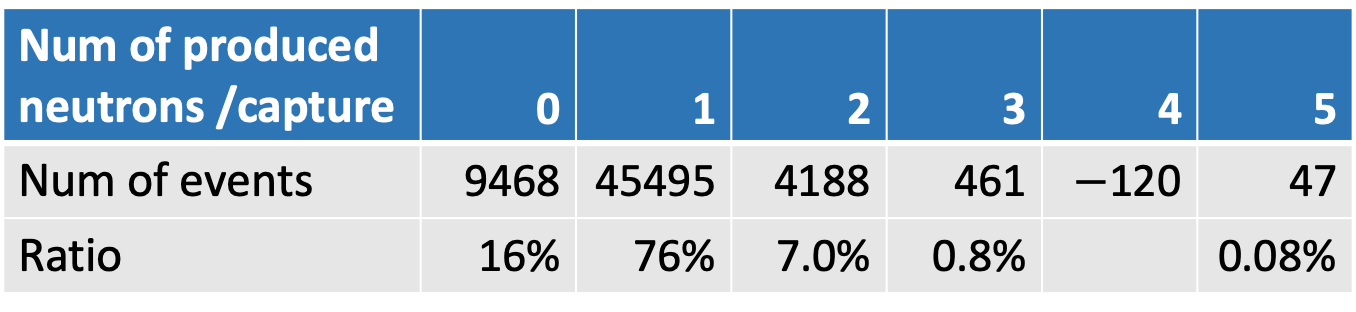 Num of produced
neutrons /capture 0 1 2 3 4 5
Num of events 9468 45495 4188 461 −120 47
Ratio 16% 76% 7.0% 0.8% 0.08%